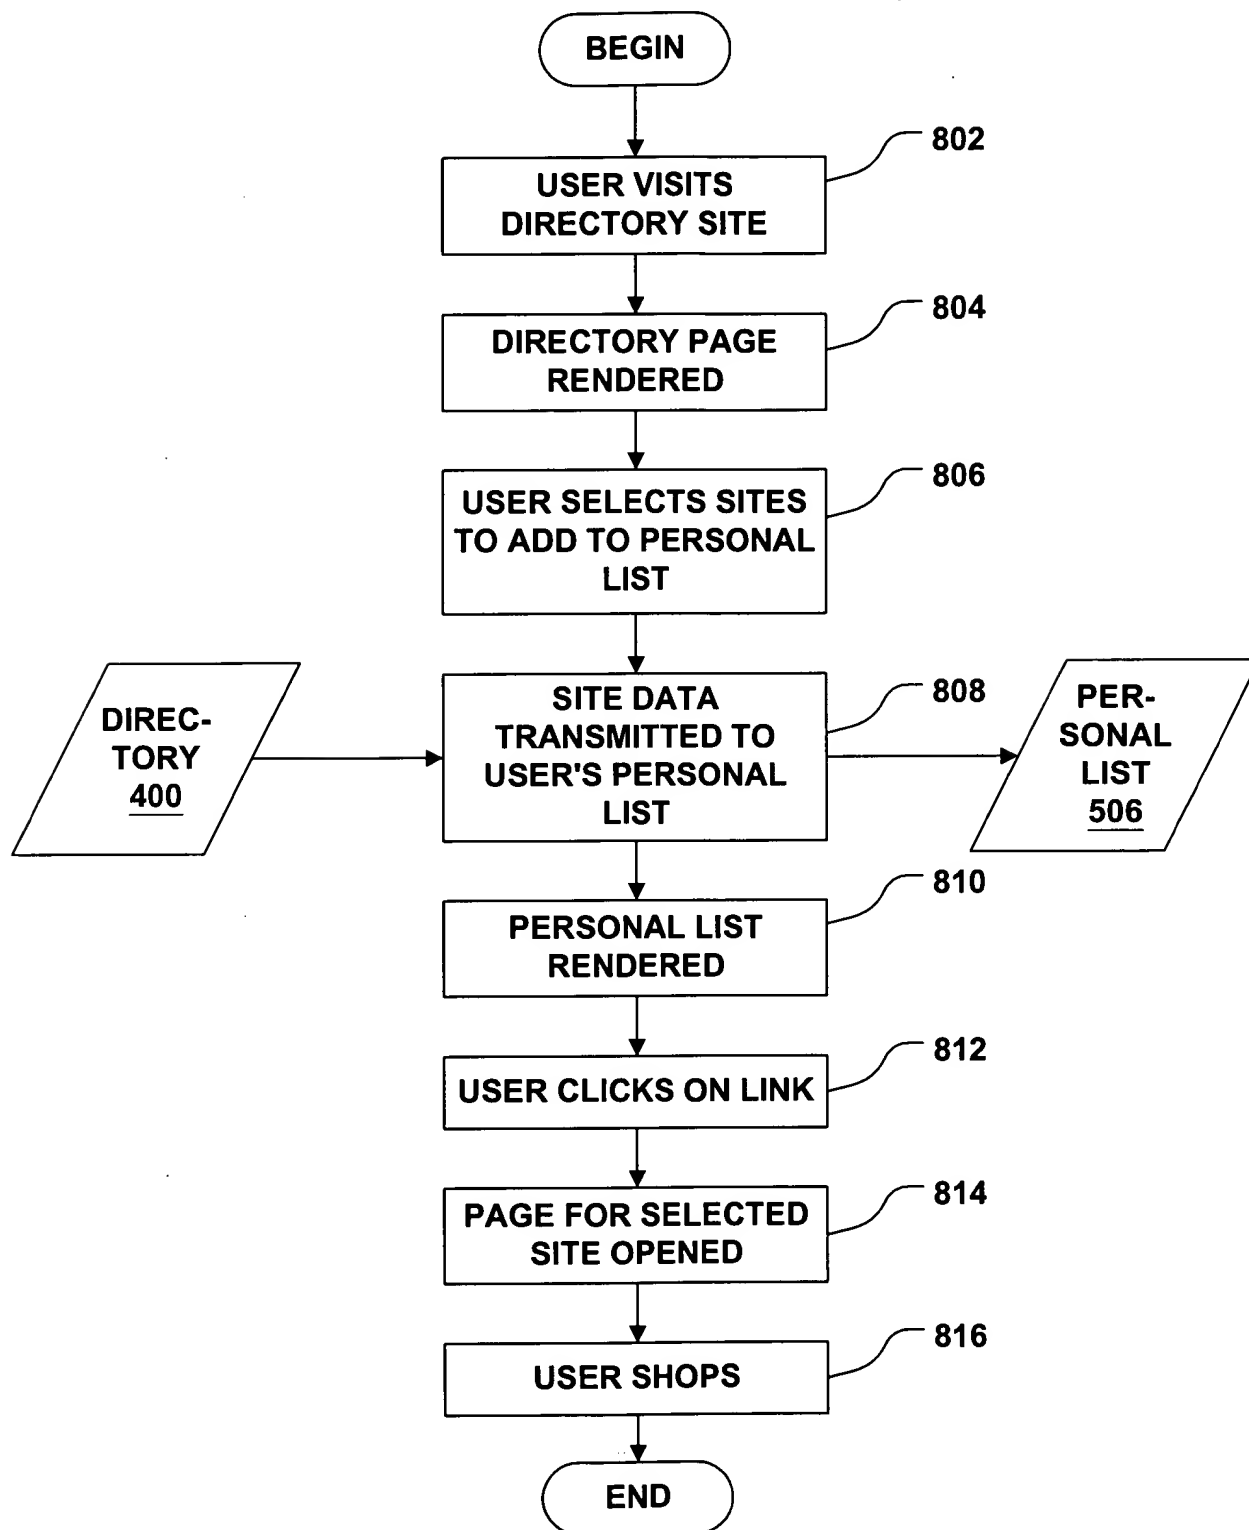 BEGIN
802
USER VISITS
DIRECTORY SITE
804
DIRECTORY PAGE
RENDERED
806
USER SELECTS SITES
TO ADD TO PERSONAL
LIST
DIREC-
TORY
400
808
SITE DATA
TRANSMITTED TO
USER'S PERSONAL
LIST
PER-
SONAL
LIST
506
810
PERSONAL LIST
RENDERED
812
USER CLICKS ON LINK
814
PAGE FOR SELECTED
SITE OPENED
816
USER SHOPS
END